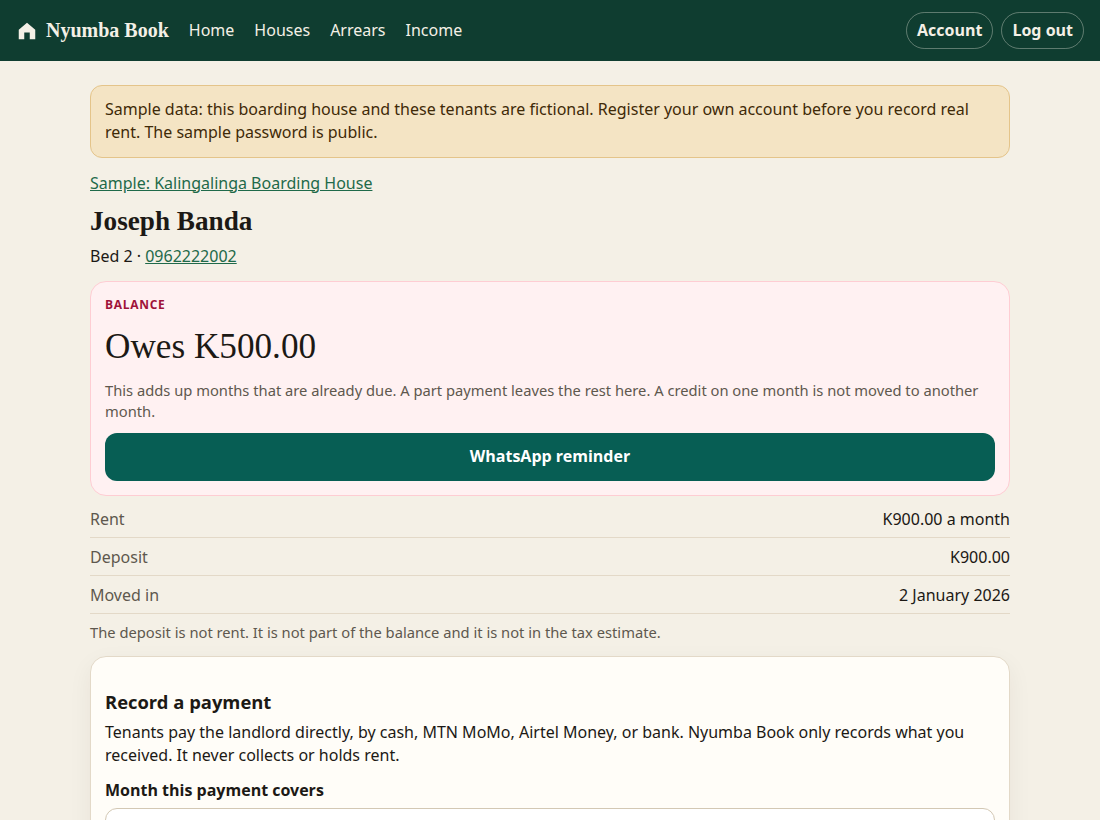 Nyumba Book Home Houses Arrears Income Account Log out
Sample data: this boarding house and these tenants are fictional. Register your own account before you record real
rent. The sample password is public.
Sample: Kalingalinga Boarding House
Joseph Banda
Bed 2 · 0962222002
BALANCE
Owes K500.00
This adds up months that are already due. A part payment leaves the rest here. A credit on one month is not moved to another
month.
WhatsApp reminder
Rent K900.00 a month
Deposit K900.00
Moved in 2 January 2026
The deposit is not rent. It is not part of the balance and it is not in the tax estimate.
Record a payment
Tenants pay the landlord directly, by cash, MTN MoMo, Airtel Money, or bank. Nyumba Book only records what you
received. It never collects or holds rent.
Month this payment covers